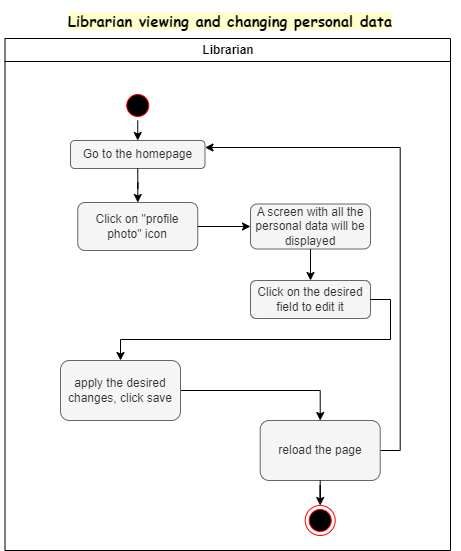 Librarian viewing and changing personal data
Librarian
Go to the homepage
Click on "profile
photo" icon
A screen with all the
personal data will be
displayed
Click on the desired
field to edit it
apply the desired
changes, click save
reload the page